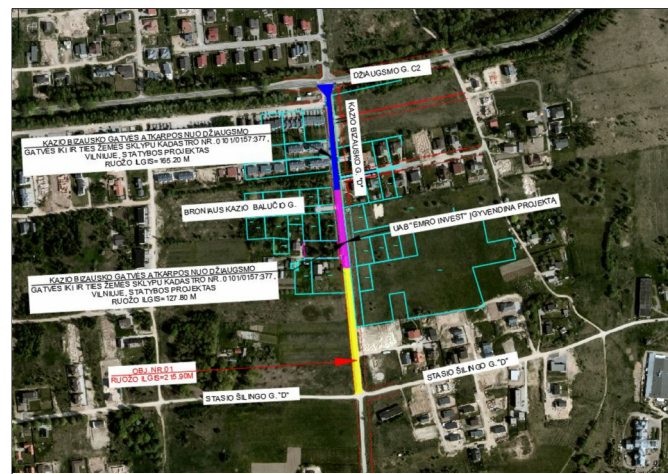 DŽIAUGSMO G. C2
KAZIO BIZAUSKO G. "D"
KAZIO BIZAUSKO GATVĖS ATKARPOS NUO DŽIAUGSMO
GATVĖS IKI IR TIES ŽEMĖS SKLYPU KADASTRO NR. 0101/0157:377,
VILNIUJE, STATYBOS PROJEKTAS
RUOŽO ILGIS=165.20 M
BRONIAUS KAZIO BALUČIO G.
UAB "EMRO INVEST" ĮGYVENDINA PROJEKTĄ
KAZIO BIZAUSKO GATVĖS ATKARPOS NUO DŽIAUGSMO
GATVĖS IKI IR TIES ŽEMĖS SKLYPU KADASTRO NR. 0101/0157:377,
VILNIUJE, STATYBOS PROJEKTAS
RUOŽO ILGIS=127.80 M
OBJ. NR.01
RUOŽO ILGIS=215.90M
STASIO ŠILINGO G. "D"
STASIO ŠILINGO G. "D"